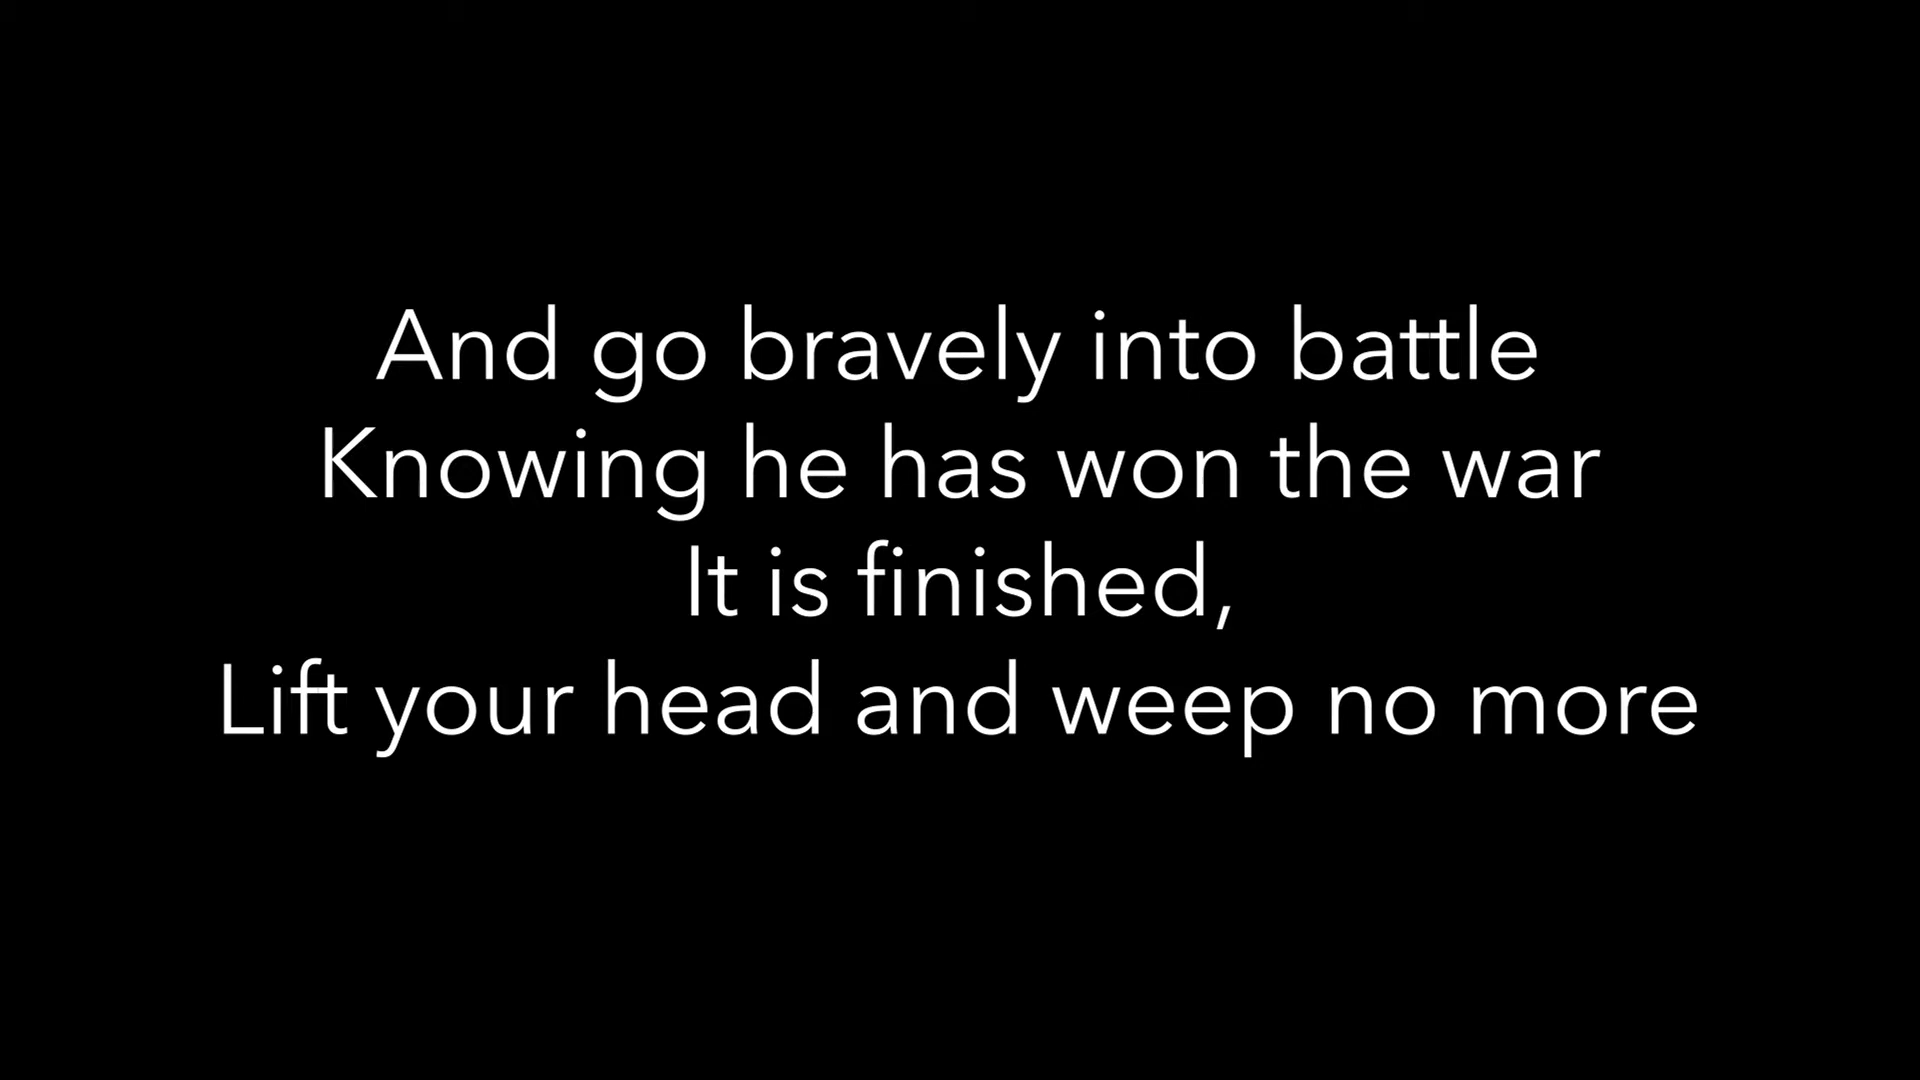 And go bravely into battle
Knowing he has won the war
It is finished,
Lift your head and weep no more